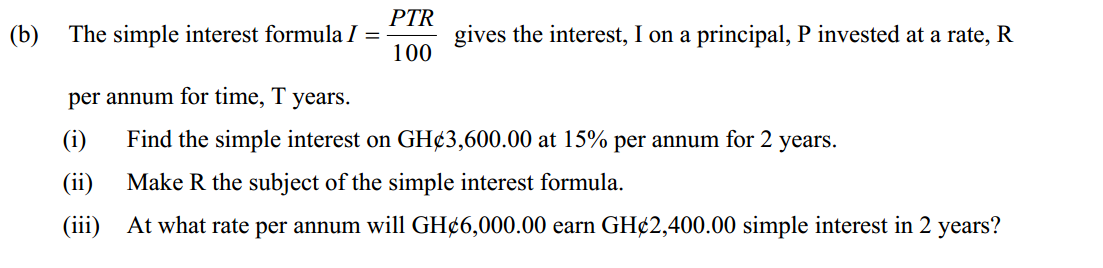 (b) The simple interest formula I = PTR/100 gives the interest, I on a principal, P invested at a rate, R
per annum for time, T years.
(i) Find the simple interest on GH¢3,600.00 at 15% per annum for 2 years.
(ii) Make R the subject of the simple interest formula.
(iii) At what rate per annum will GH¢6,000.00 earn GH¢2,400.00 simple interest in 2 years?